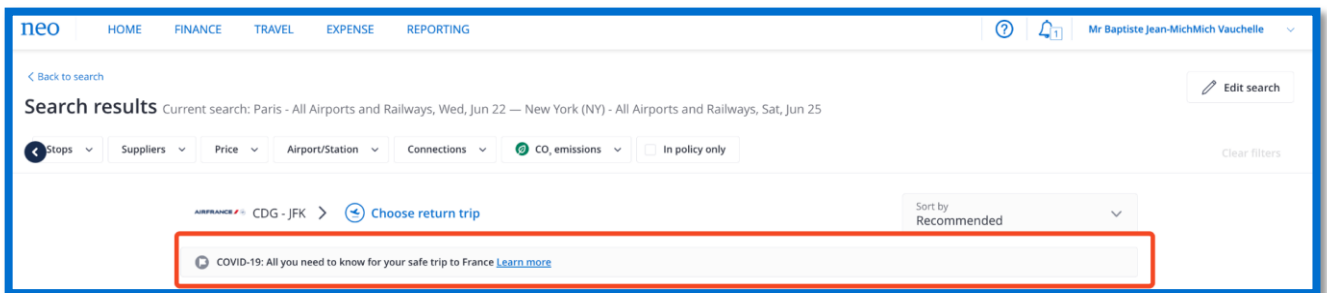 neo HOME FINANCE TRAVEL EXPENSE REPORTING 1 Mr Baptiste Jean-MichMich Vauchelle
Back to search
Edit search
Search results Current search: Paris - All Airports and Railways, Wed, Jun 22 — New York (NY) - All Airports and Railways, Sat, Jun 25
Stops Suppliers Price Airport/Station Connections CO₂ emissions In policy only Clear filters
AIRFRANCE CDG - JFK Choose return trip
Sort by
Recommended
COVID-19: All you need to know for your safe trip to France Learn more